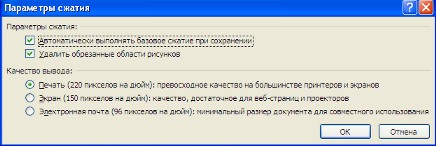 Параметры сжатия
Параметры сжатия:
Автоматически выполнять базовое сжатие при сохранении
Удалить обрезанные области рисунков
Качество вывода:
Печать (220 пикселов на дюйм): превосходное качество на большинстве принтеров и экранов
Экран (150 пикселов на дюйм): качество, достаточное для веб-страниц и проекторов
Электронная почта (96 пикселов на дюйм): минимальный размер документа для совместного использования
ОК
Отмена